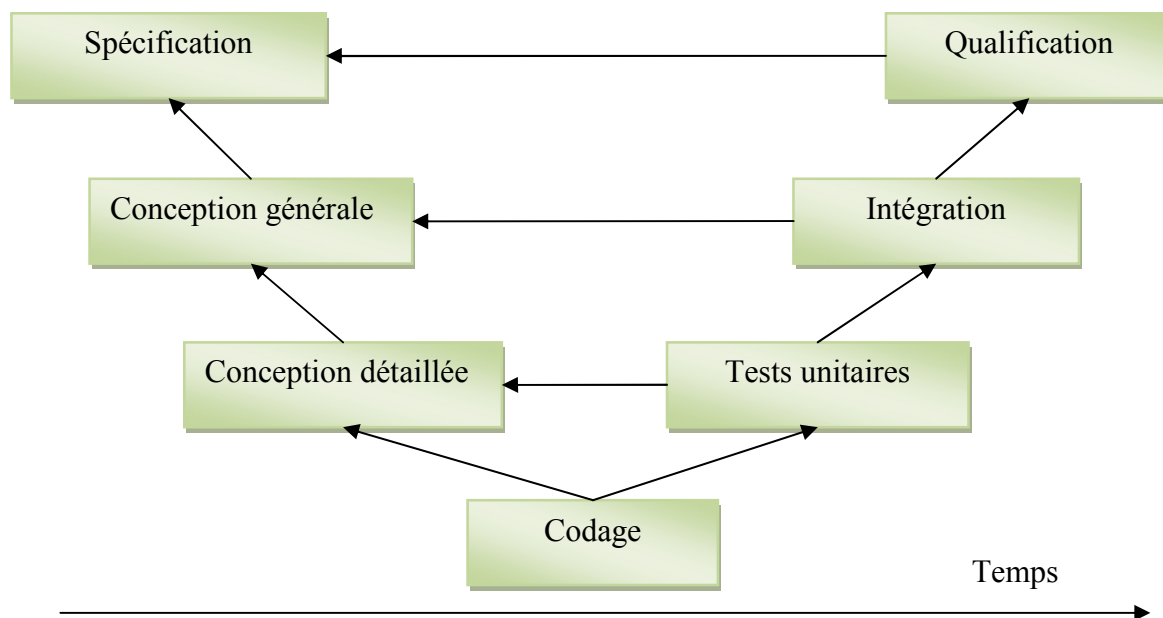 Spécification
Qualification
Conception générale
Intégration
Conception détaillée
Tests unitaires
Codage
Temps